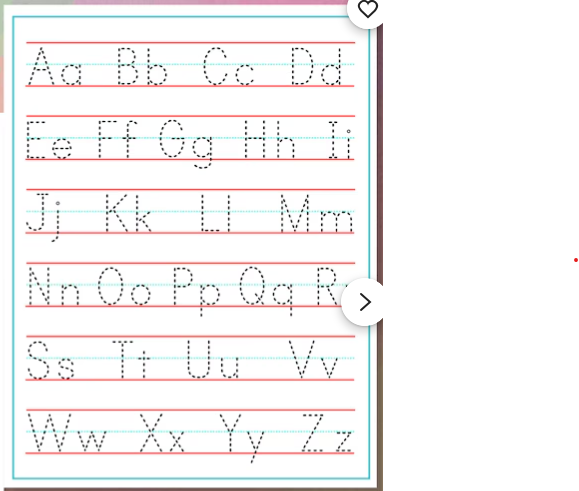 Aa Bb Cc Dd
Ee Ff Gg Hh Ii
Jj Kk Ll Mm
Nn Oo Pp Qq R
Ss Tt Uu Vv
Ww Xx Yy Zz